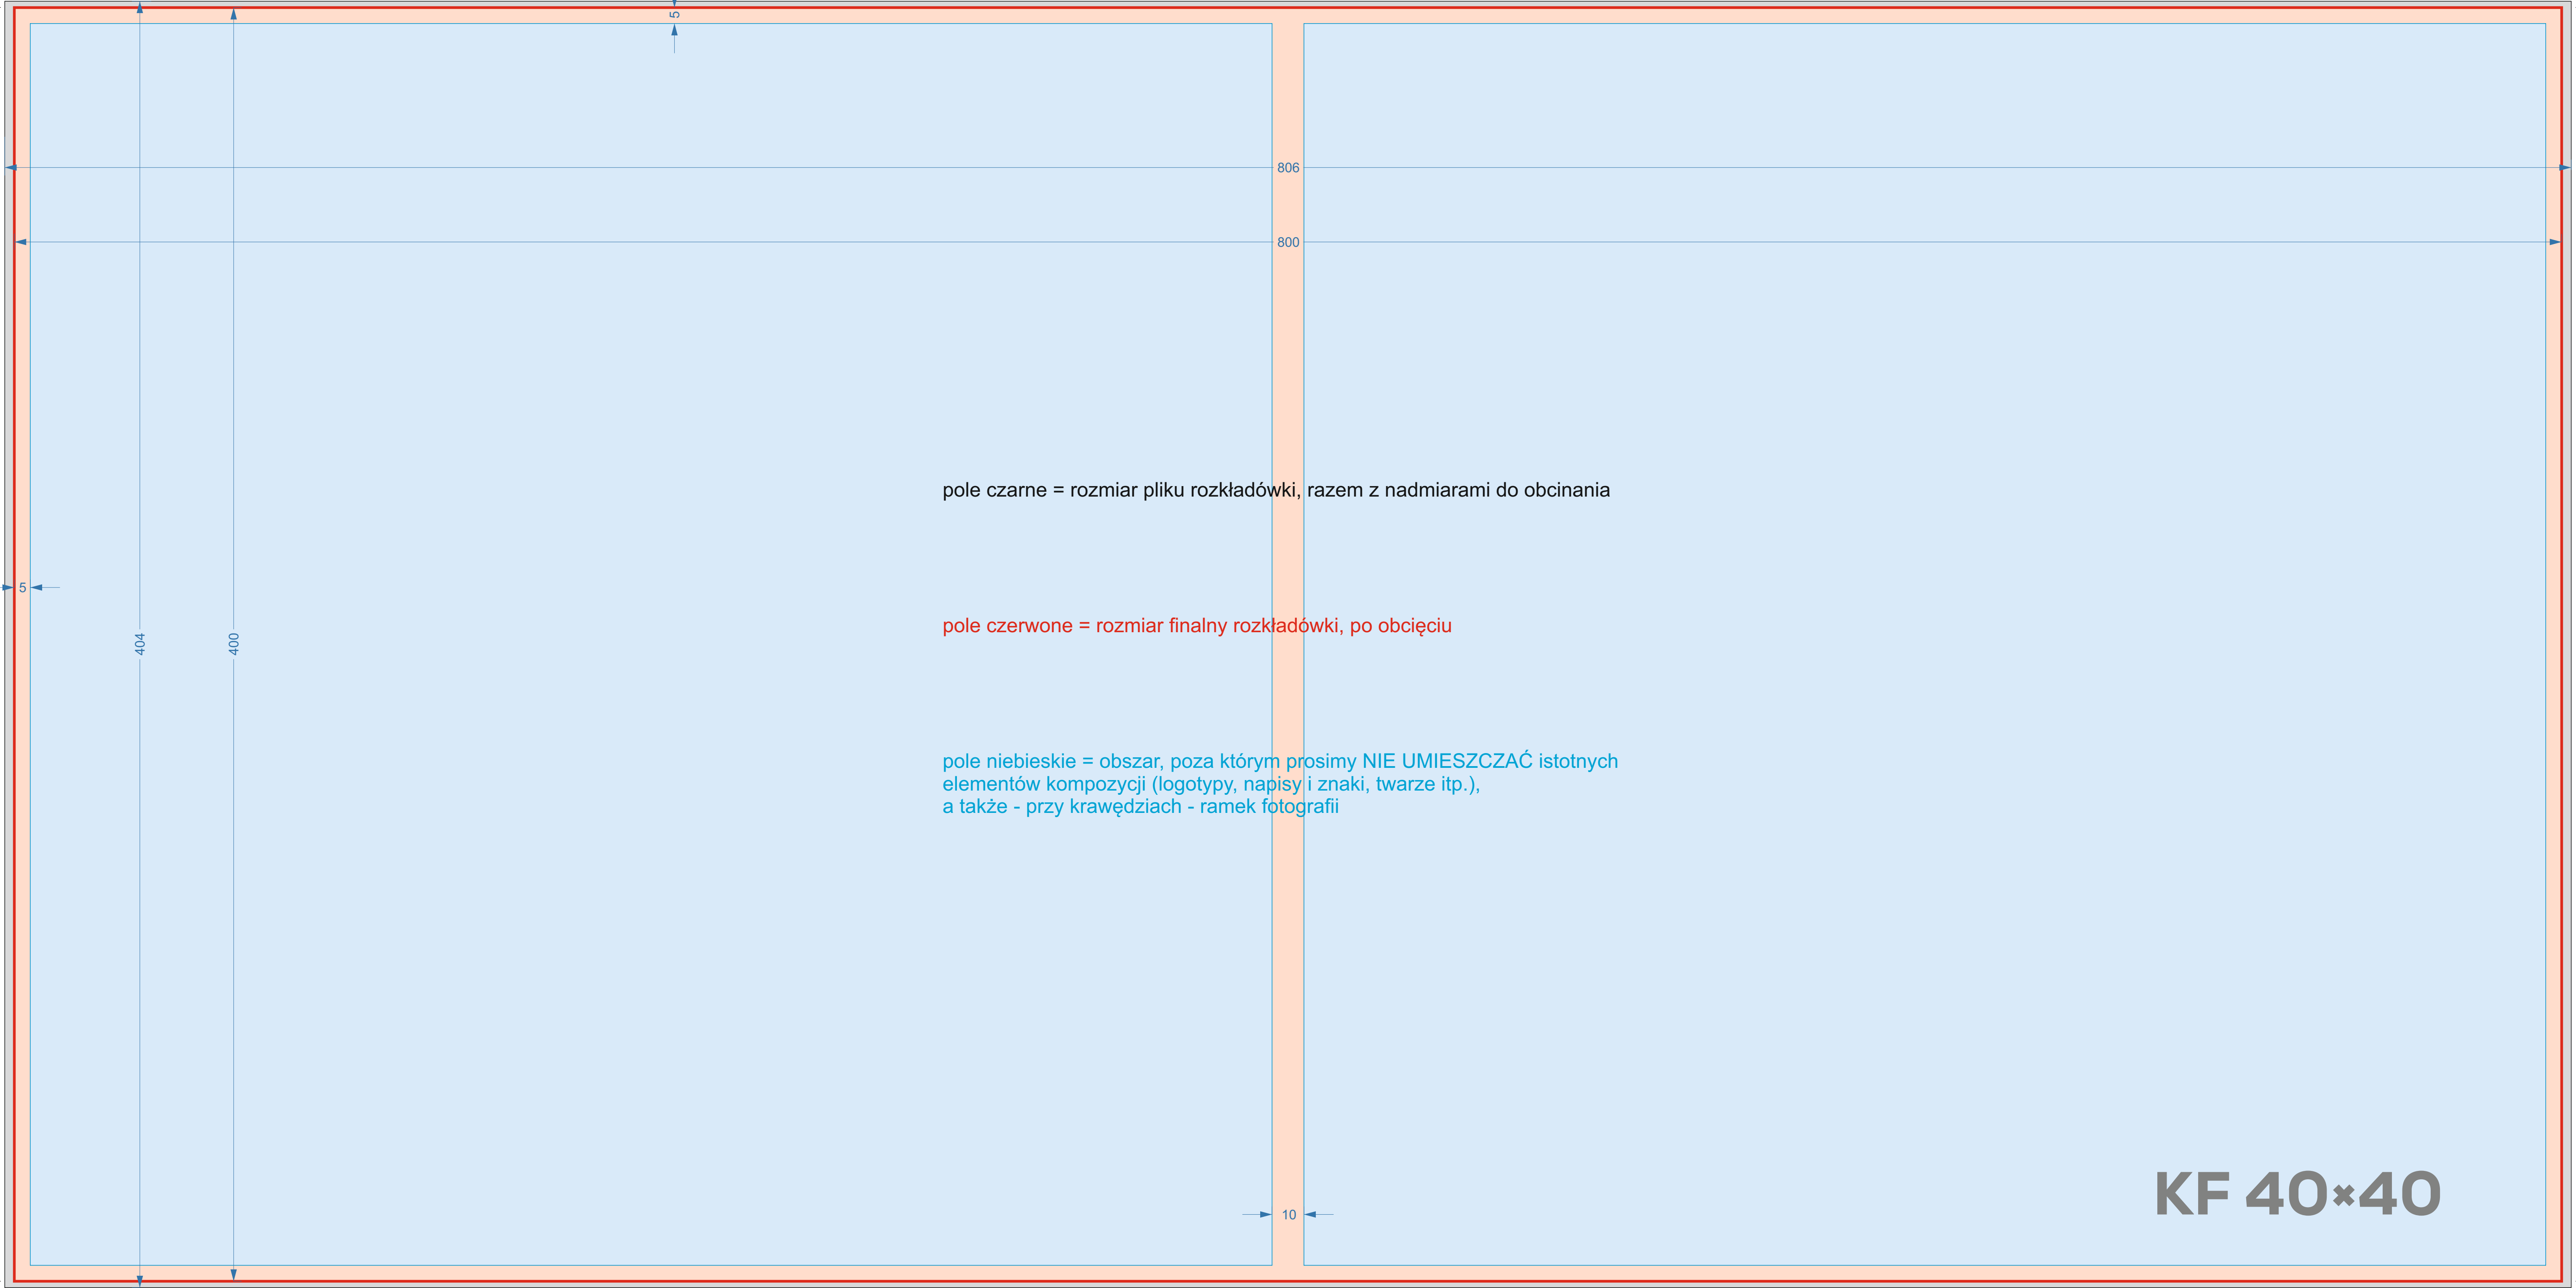 5
806
800
pole czarne = rozmiar pliku rozkładówki, razem z nadmiarami do obcinania
5
pole czerwone = rozmiar finalny rozkładówki, po obcięciu
404
400
pole niebieskie = obszar, poza którym prosimy NIE UMIESZCZAĆ istotnych
elementów kompozycji (logotypy, napisy i znaki, twarze itp.),
a także - przy krawędziach - ramek fotografii
KF 40×40
10